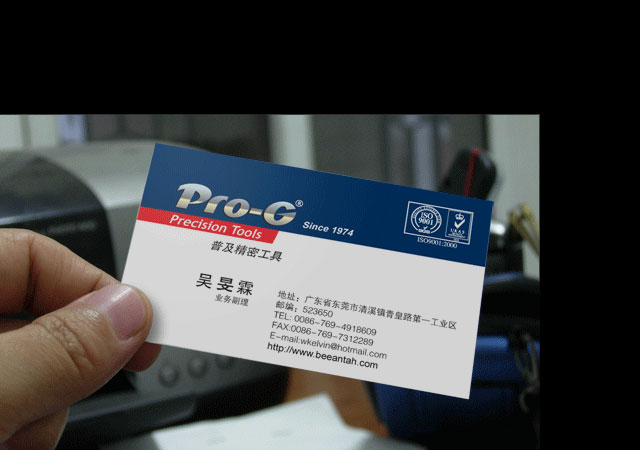 Pro-G®
Precision Tools
Since 1974
ISO
9001
UKAS
ISO9001:2000
普及精密工具
吴旻霖
业务副理
地址：广东省东莞市清溪镇香皇路第一工业区
邮编：523650
TEL: 0086-769-4918609
FAX:0086-769-7312289
E-mail:wkelvin@hotmail.com
http://www.beeantah.com